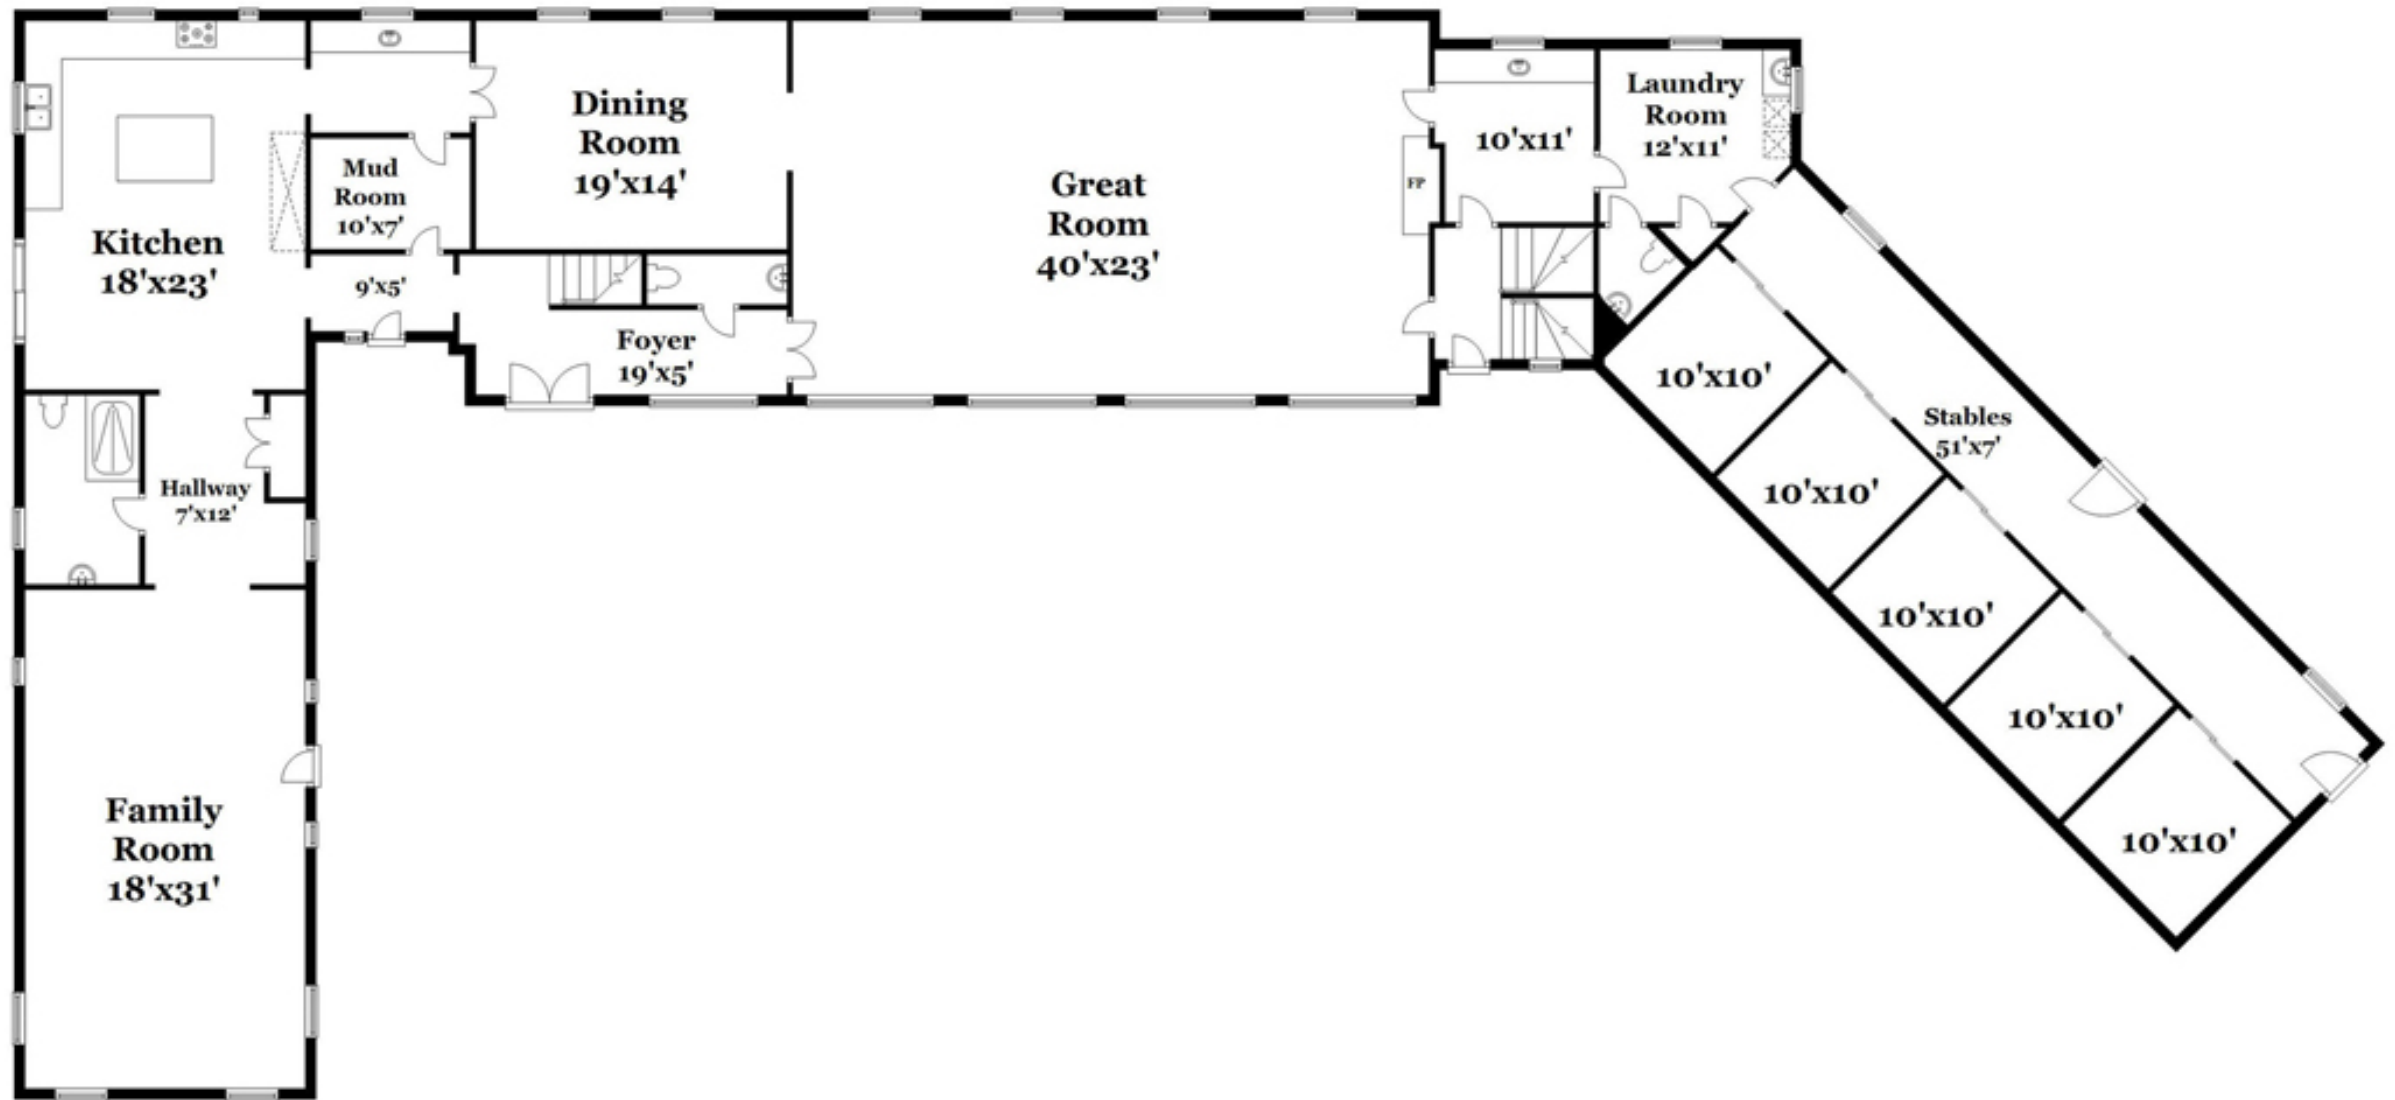 Kitchen
18'x23'
Mud
Room
10'x7'
9'x5'
Dining
Room
19'x14'
Foyer
19'x5'
Great
Room
40'x23'
FP
10'x11'
Laundry
Room
12'x11'
Hallway
7'x12'
Family
Room
18'x31'
Stables
51'x7'
10'x10'
10'x10'
10'x10'
10'x10'
10'x10'